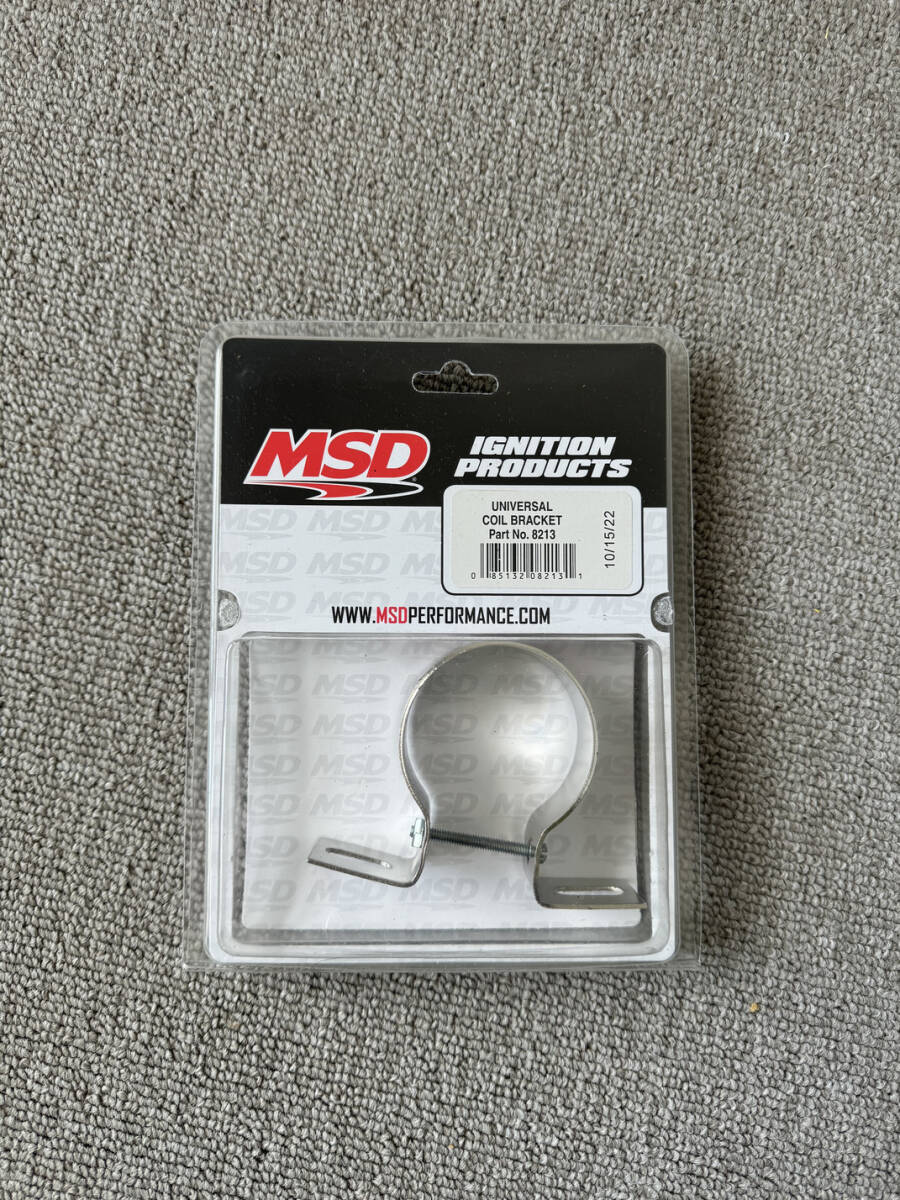 MSD
IGNITION
PRODUCTS
UNIVERSAL
COIL BRACKET
Part No. 8213
0 85132 08213 1
10/15/22
WWW.MSDPERFORMANCE.COM